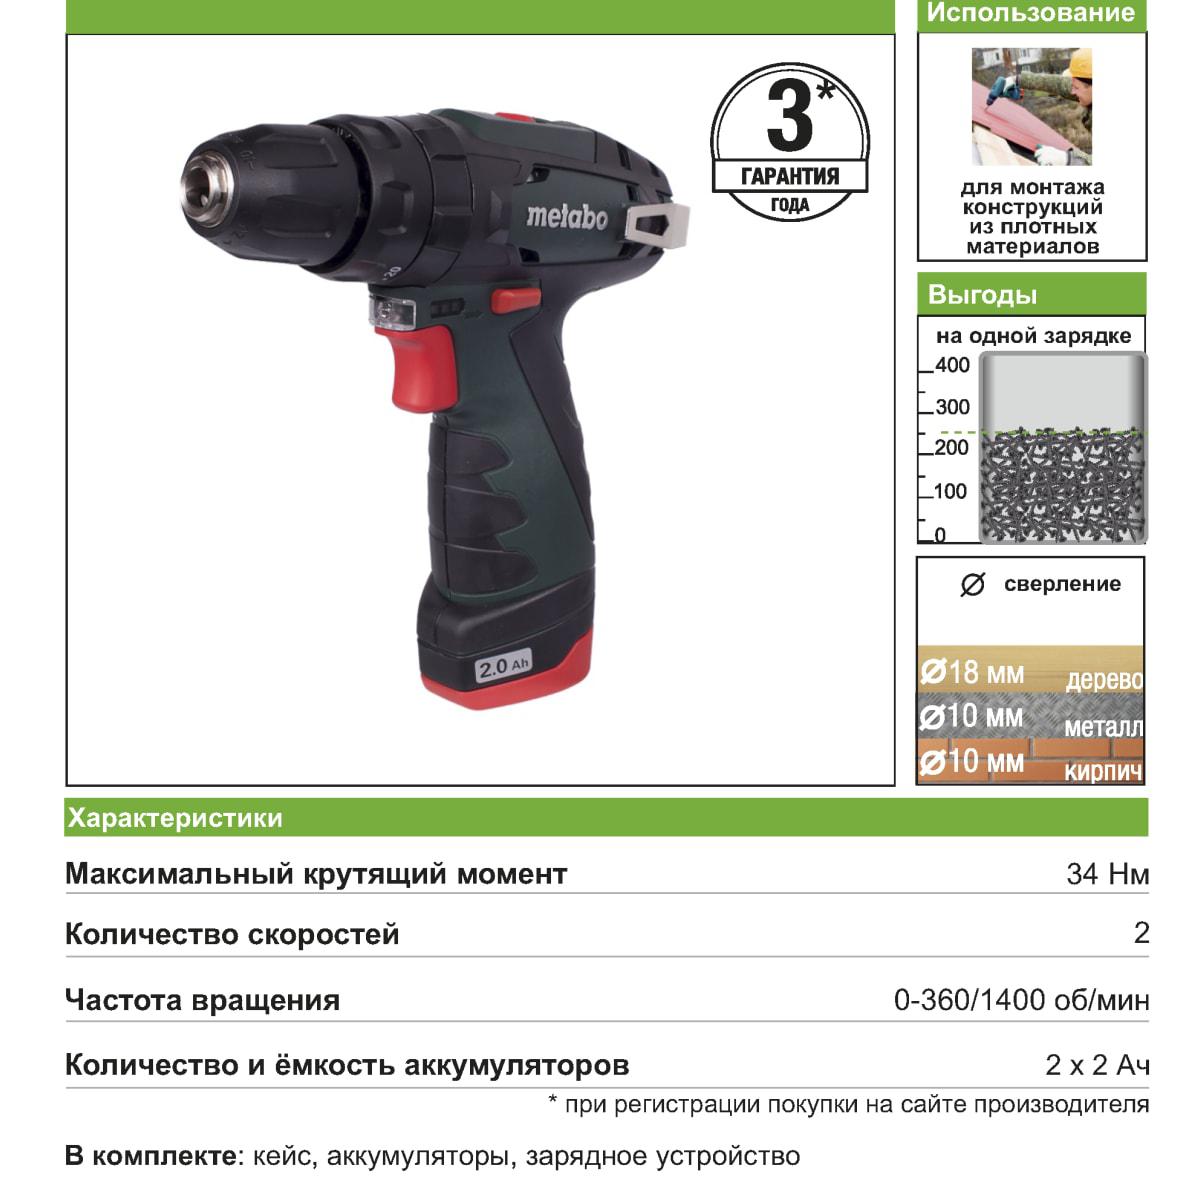 Использование
3*
ГАРАНТИЯ
ГОДА
metabo
20
2.0 Ah
для монтажа
конструкций
из плотных
материалов
Выгоды
на одной зарядке
400
300
200
100
0
Ø сверление
Ø18 мм дерево
Ø10 мм металл
Ø10 мм кирпич
Характеристики
Максимальный крутящий момент 34 Нм
Количество скоростей 2
Частота вращения 0-360/1400 об/мин
Количество и ёмкость аккумуляторов 2 x 2 Ач
* при регистрации покупки на сайте производителя
В комплекте: кейс, аккумуляторы, зарядное устройство